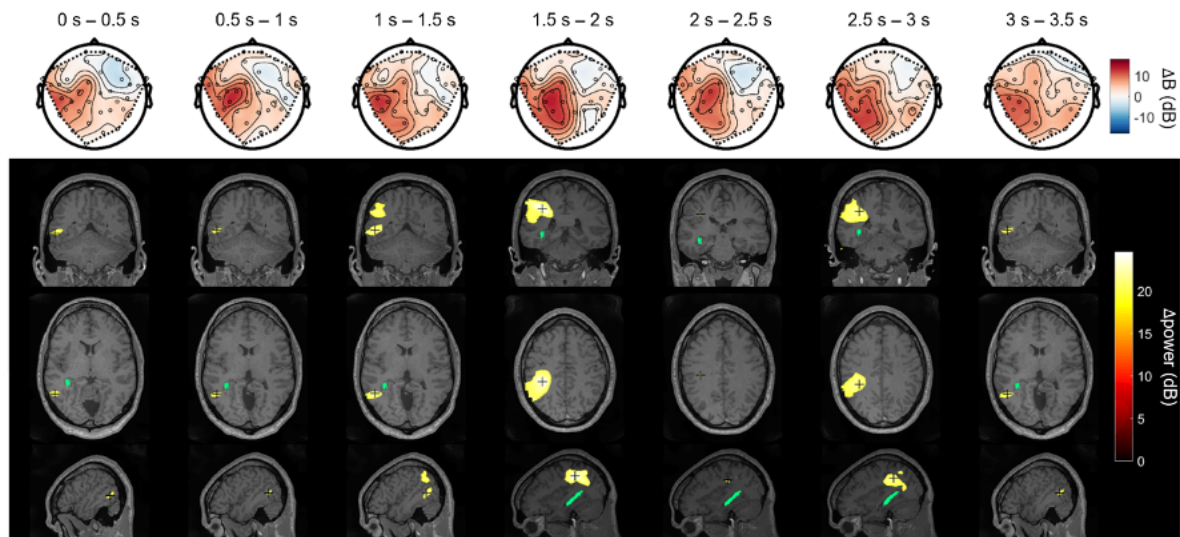 0 s – 0.5 s
0.5 s – 1 s
1 s – 1.5 s
1.5 s – 2 s
2 s – 2.5 s
2.5 s – 3 s
3 s – 3.5 s
10
0
-10
ΔB (dB)
20
15
10
5
0
Δpower (dB)